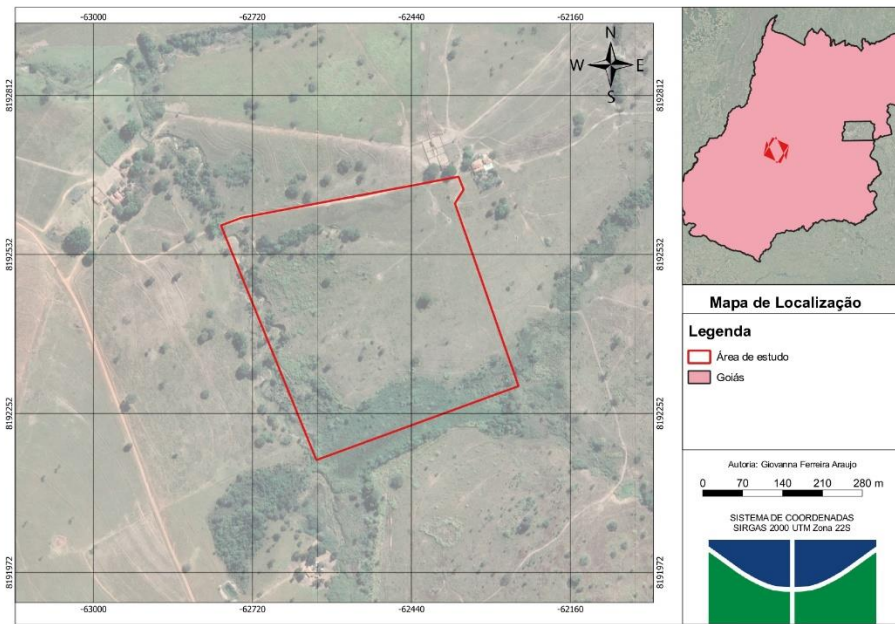 -63000 -62720 -62440 -62160
N
W E
S
8192812 8192812
8192532 8192532
8192252 8192252
8191972 8191972
-63000 -62720 -62440 -62160
Mapa de Localização
Legenda
Área de estudo
Goiás
Autoria: Giovanna Ferreira Araujo
0 70 140 210 280 m
SISTEMA DE COORDENADAS
SIRGAS 2000 UTM Zona 22S